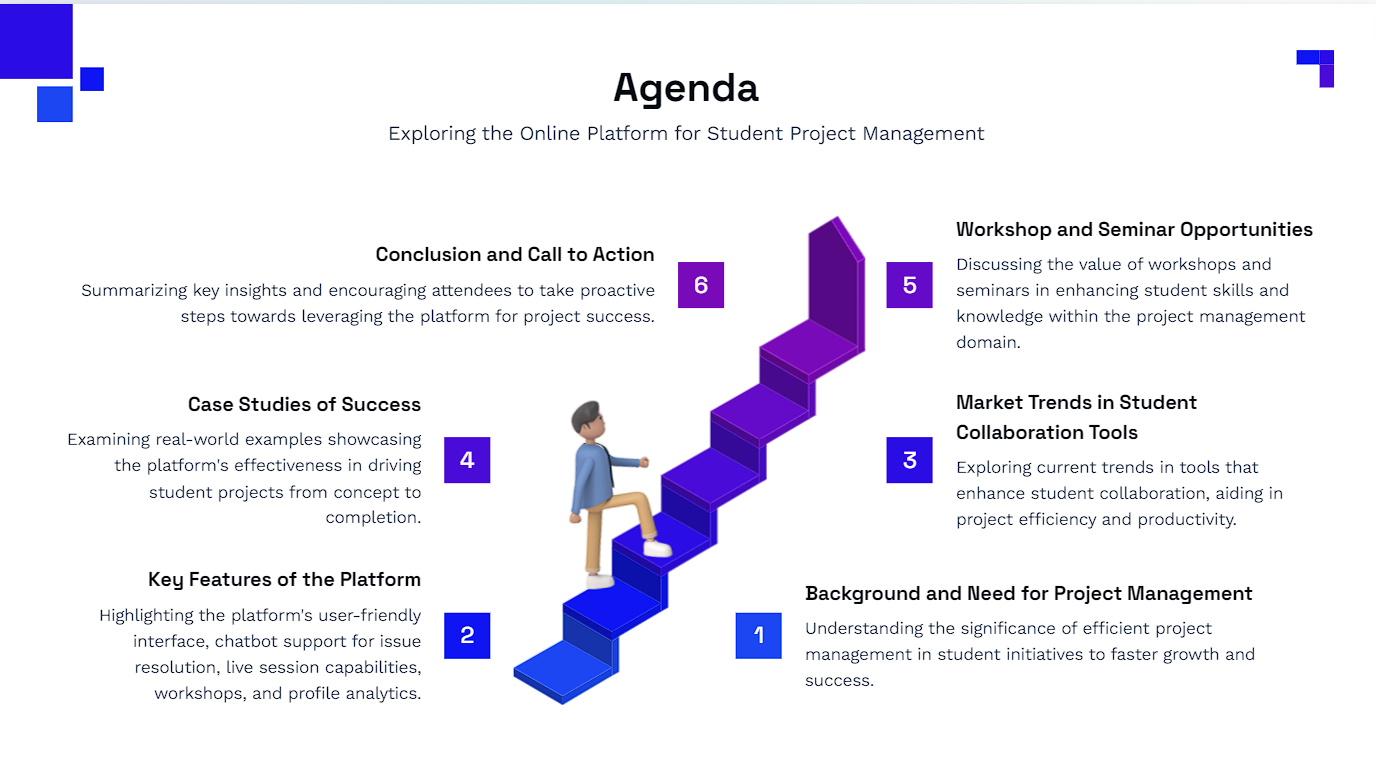 Agenda
Exploring the Online Platform for Student Project Management
Conclusion and Call to Action
Summarizing key insights and encouraging attendees to take proactive
steps towards leveraging the platform for project success.
6
5
Workshop and Seminar Opportunities
Discussing the value of workshops and
seminars in enhancing student skills and
knowledge within the project management
domain.
Case Studies of Success
Examining real-world examples showcasing
the platform's effectiveness in driving
student projects from concept to
completion.
4
3
Market Trends in Student
Collaboration Tools
Exploring current trends in tools that
enhance student collaboration, aiding in
project efficiency and productivity.
Key Features of the Platform
Highlighting the platform's user-friendly
interface, chatbot support for issue
resolution, live session capabilities,
workshops, and profile analytics.
2
1
Background and Need for Project Management
Understanding the significance of efficient project
management in student initiatives to faster growth and
success.